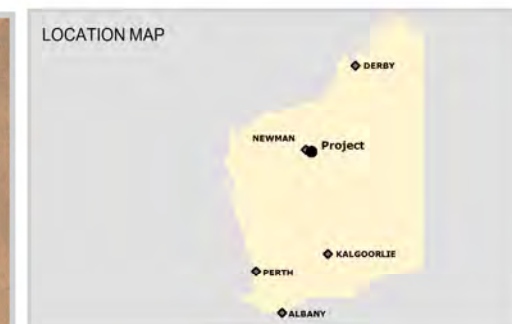 LOCATION MAP
DERBY
NEWMAN
Project
KALGOORLIE
PERTH
ALBANY